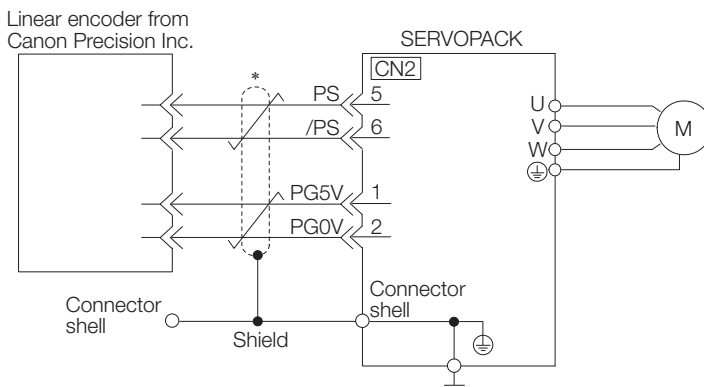 Linear encoder from
Canon Precision Inc.
SERVOPACK
CN2
*
PS 5
/PS 6
PG5V 1
PG0V 2
U
V
W
M
Connector
shell
Shield
Connector
shell